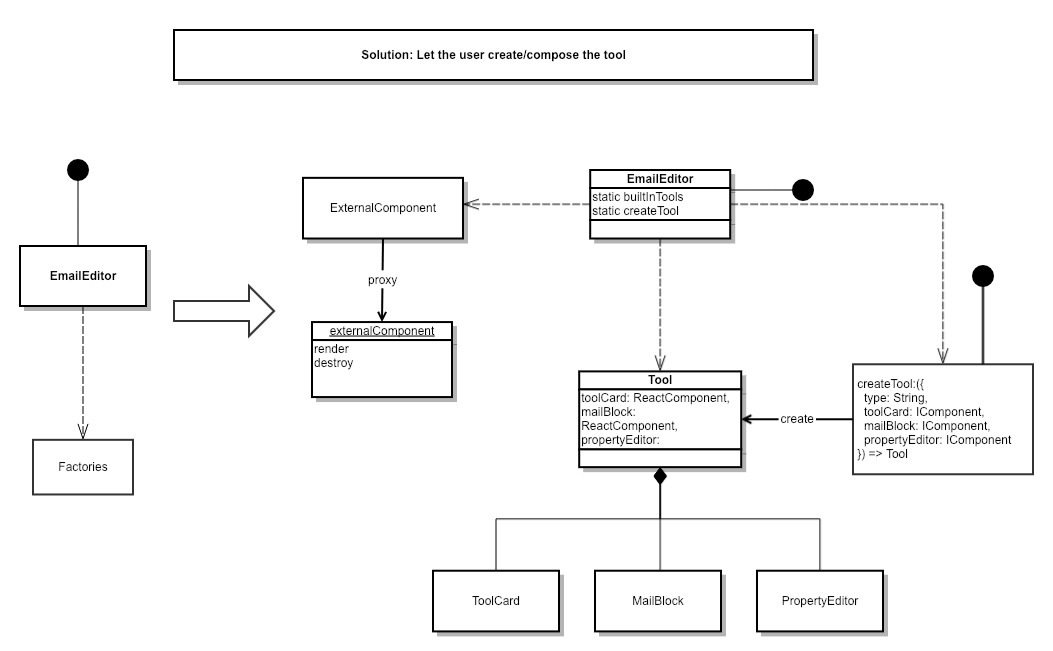 Solution: Let the user create/compose the tool
EmailEditor
Factories
ExternalComponent
proxy
externalComponent
render
destroy
EmailEditor
static builtInTools
static createTool
Tool
toolCard: ReactComponent,
mailBlock:
ReactComponent,
propertyEditor:
create
createTool:({
type: String,
toolCard: IComponent,
mailBlock: IComponent,
propertyEditor: IComponent
}) => Tool
ToolCard
MailBlock
PropertyEditor